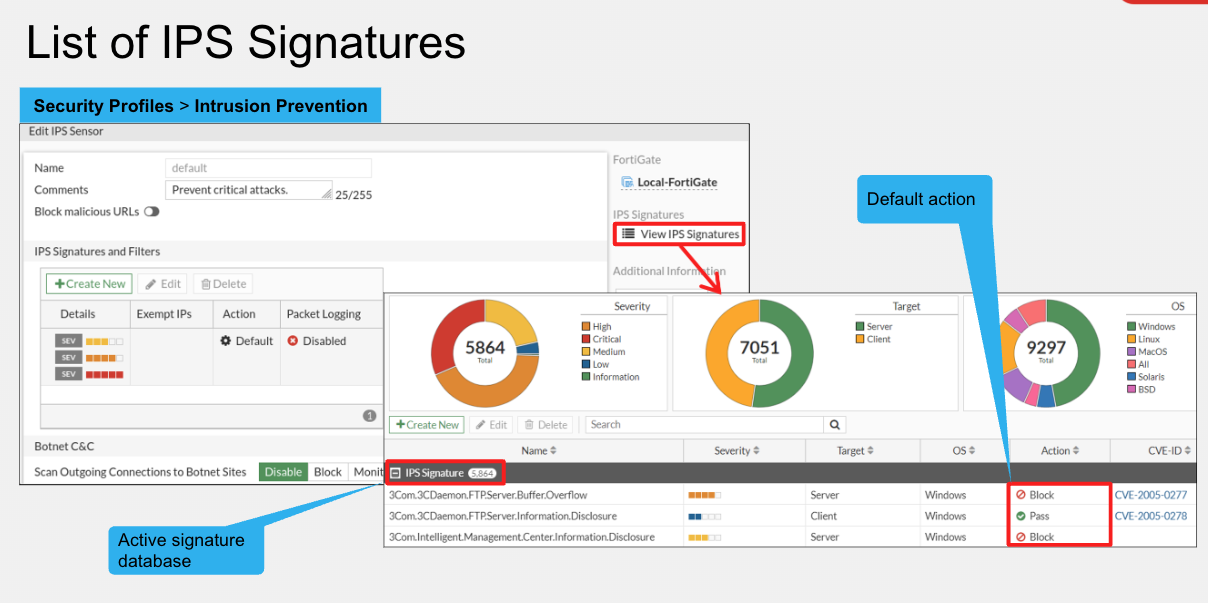 List of IPS Signatures
Security Profiles > Intrusion Prevention
Edit IPS Sensor
Name
default
Comments
Prevent critical attacks.
25/255
Block malicious URLs
IPS Signatures and Filters
Create New
Edit
Delete
Details
Exempt IPs
Action
Packet Logging
SEV
SEV
SEV
Default
Disabled
1
Botnet C&C
Scan Outgoing Connections to Botnet Sites
Disable
Block
FortiGate
Local-FortiGate
IPS Signatures
View IPS Signatures
Additional Information
Default action
Active signature
database
5864
Total
Severity
High
Critical
Medium
Low
Information
7051
Total
Target
Server
Client
9297
Total
OS
Windows
Linux
MacOS
All
Solaris
BSD
Create New
Edit
Delete
Search
Name
Severity
Target
OS
Action
CVE-ID
IPS Signature 5,864
3Com.3CDaemon.FTP.Server.Buffer.Overflow
Server
Windows
Block
CVE-2005-0277
3Com.3CDaemon.FTP.Server.Information.Disclosure
Client
Windows
Pass
CVE-2005-0278
3Com.Intelligent.Management.Center.Information.Disclosure
Server
Windows
Block